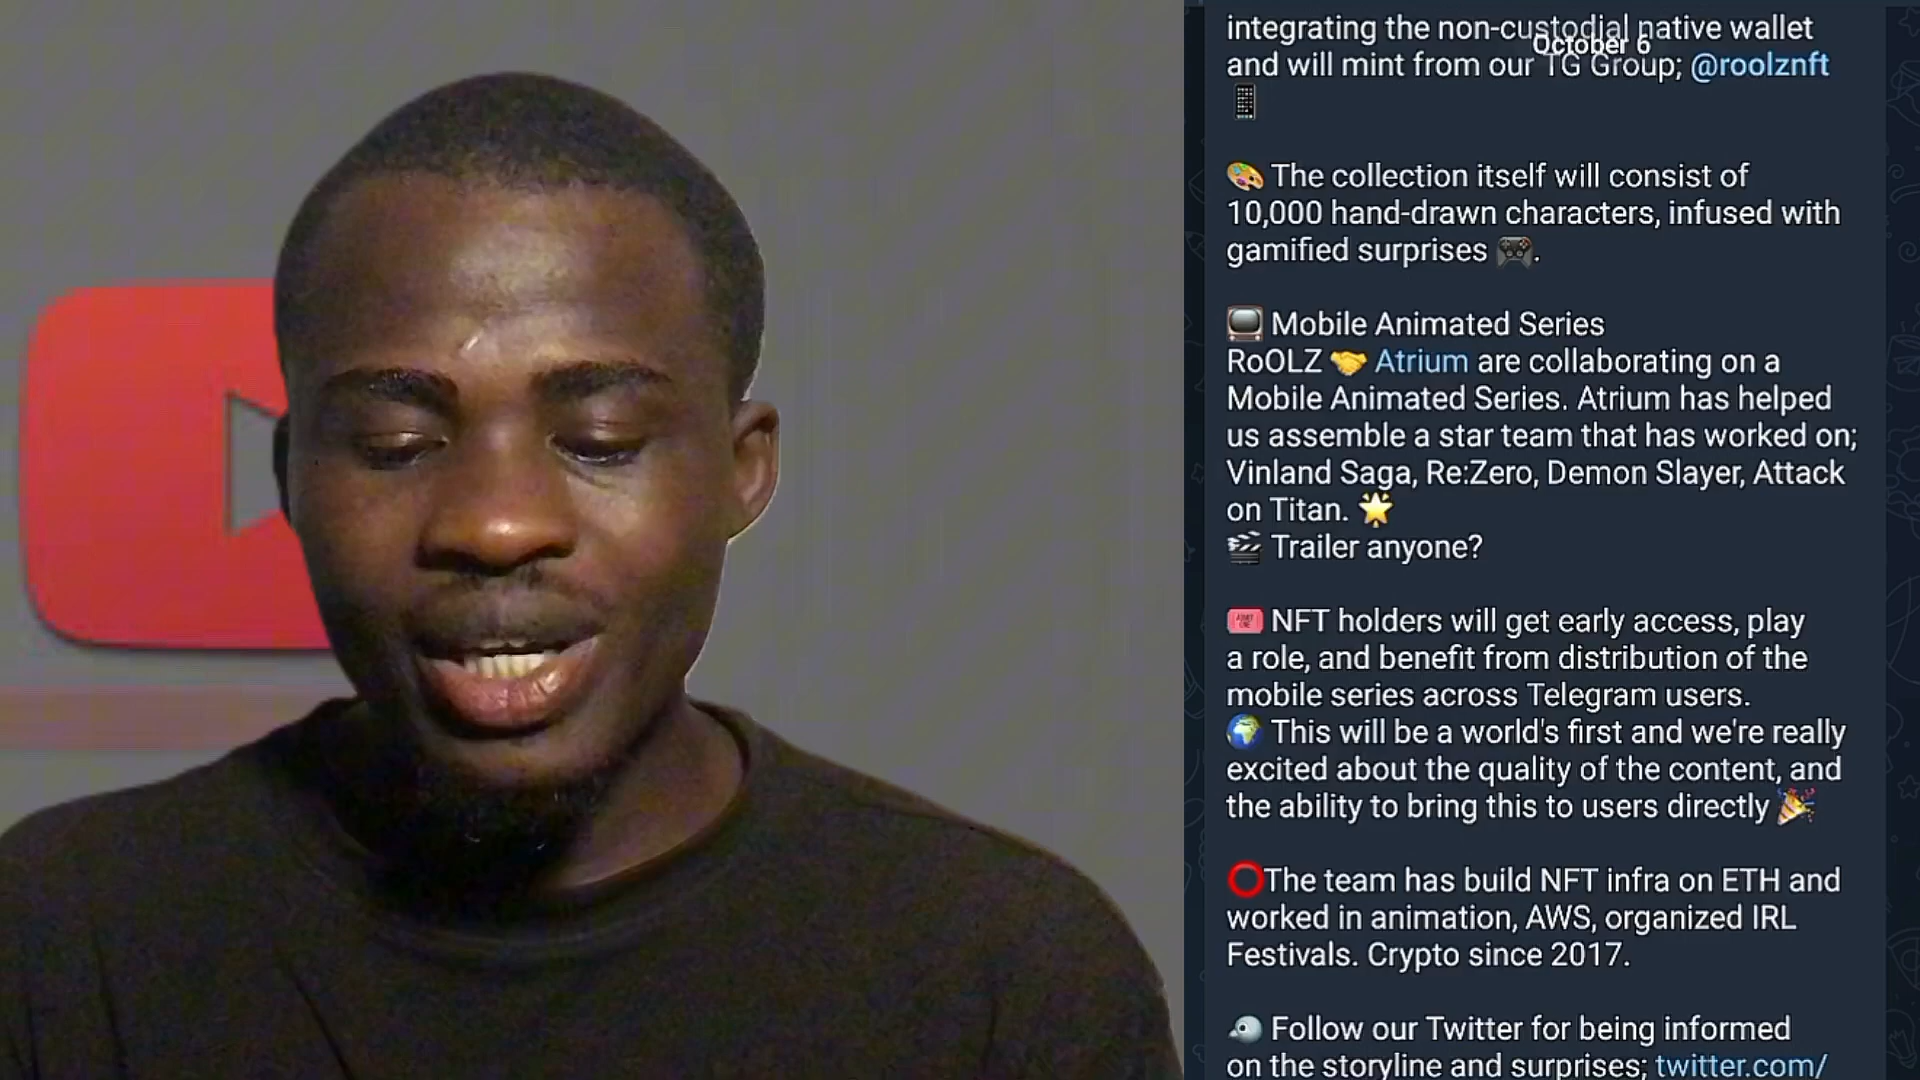 integrating the non-custodial native wallet
October 6
and will mint from our TG Group; @roolznft
The collection itself will consist of
10,000 hand-drawn characters, infused with
gamified surprises 🎮.
📺 Mobile Animated Series
RoOLZ 🤝 Atrium are collaborating on a
Mobile Animated Series. Atrium has helped
us assemble a star team that has worked on;
Vinland Saga, Re:Zero, Demon Slayer, Attack
on Titan. 🌟
🎬 Trailer anyone?
🎟 NFT holders will get early access, play
a role, and benefit from distribution of the
mobile series across Telegram users.
🌍 This will be a world's first and we're really
excited about the quality of the content, and
the ability to bring this to users directly 🎉
⭕The team has build NFT infra on ETH and
worked in animation, AWS, organized IRL
Festivals. Crypto since 2017.
Follow our Twitter for being informed
on the storyline and surprises; twitter.com/